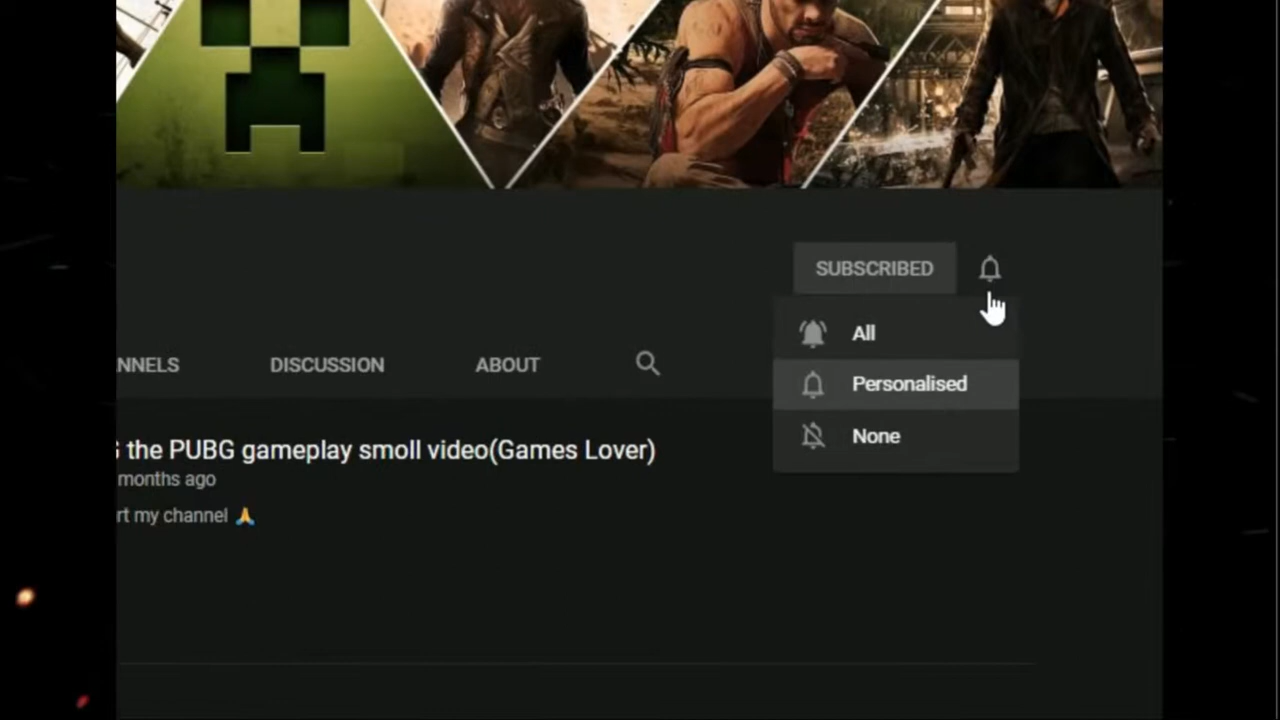 SUBSCRIBED
All
NNELS DISCUSSION ABOUT
Personalised
None
the PUBG gameplay smoll video(Games Lover)
months ago
rt my channel 🙏